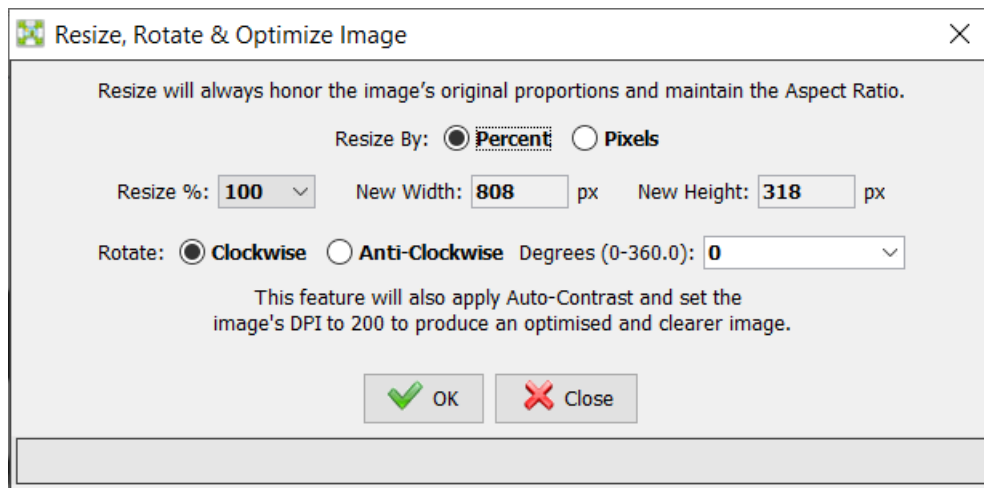 Resize, Rotate & Optimize Image
Resize will always honor the image's original proportions and maintain the Aspect Ratio.
Resize By: Percent Pixels
Resize %: 100 New Width: 808 px New Height: 318 px
Rotate: Clockwise Anti-Clockwise Degrees (0-360.0): 0
This feature will also apply Auto-Contrast and set the
image's DPI to 200 to produce an optimised and clearer image.
OK Close